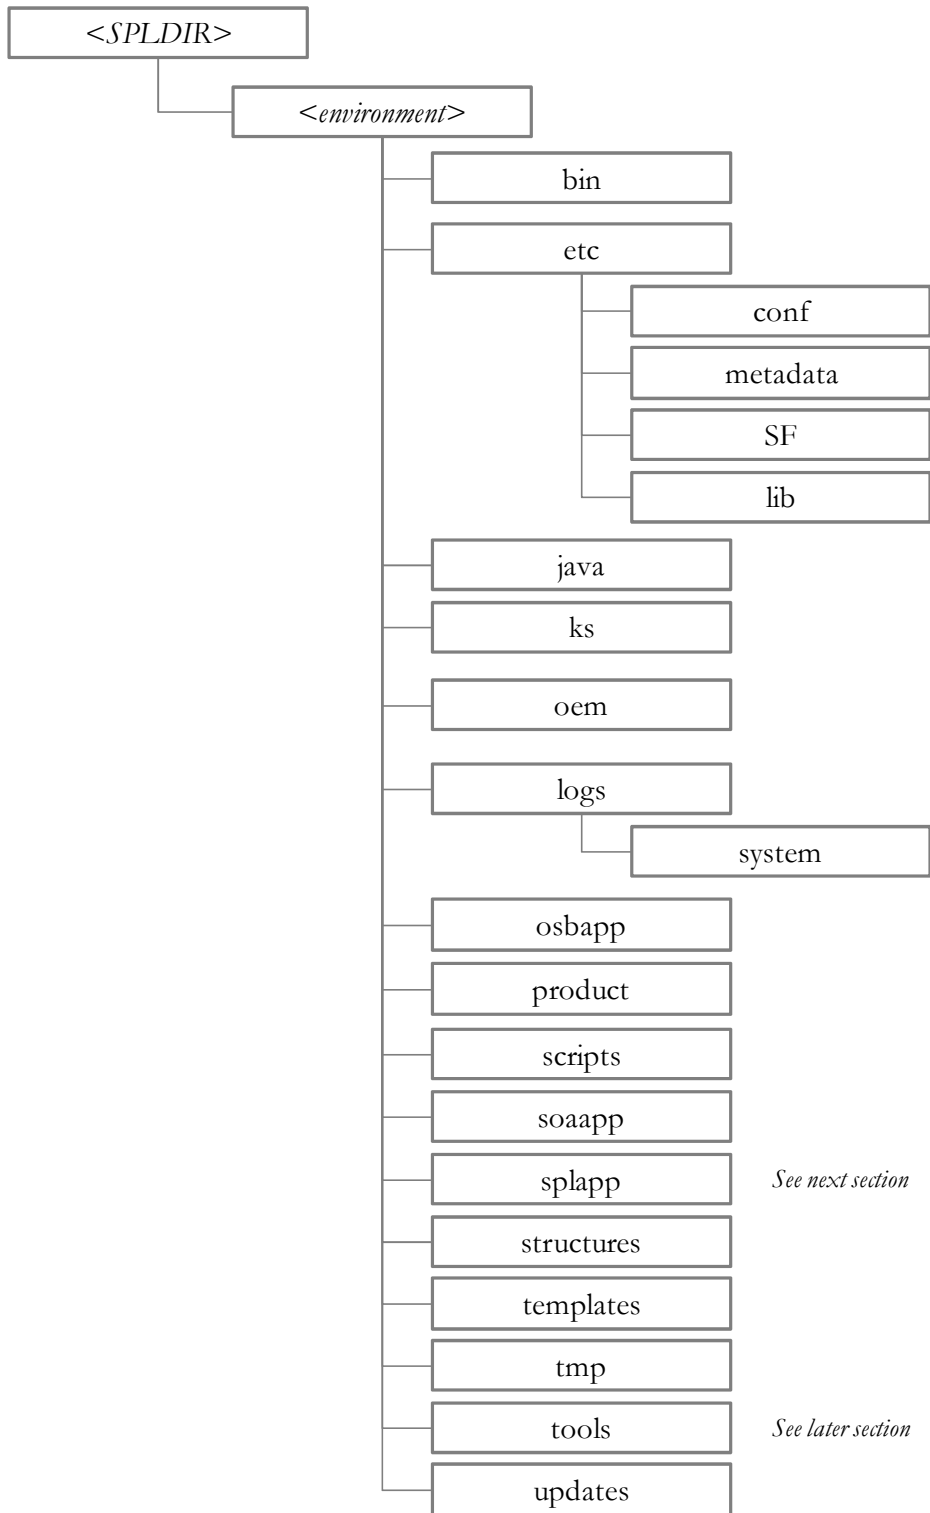 <SPLDIR>
<environment>
bin
etc
conf
metadata
SF
lib
java
ks
oem
logs
system
osbapp
product
scripts
soaapp
splapp See next section
structures
templates
tmp
tools See later section
updates